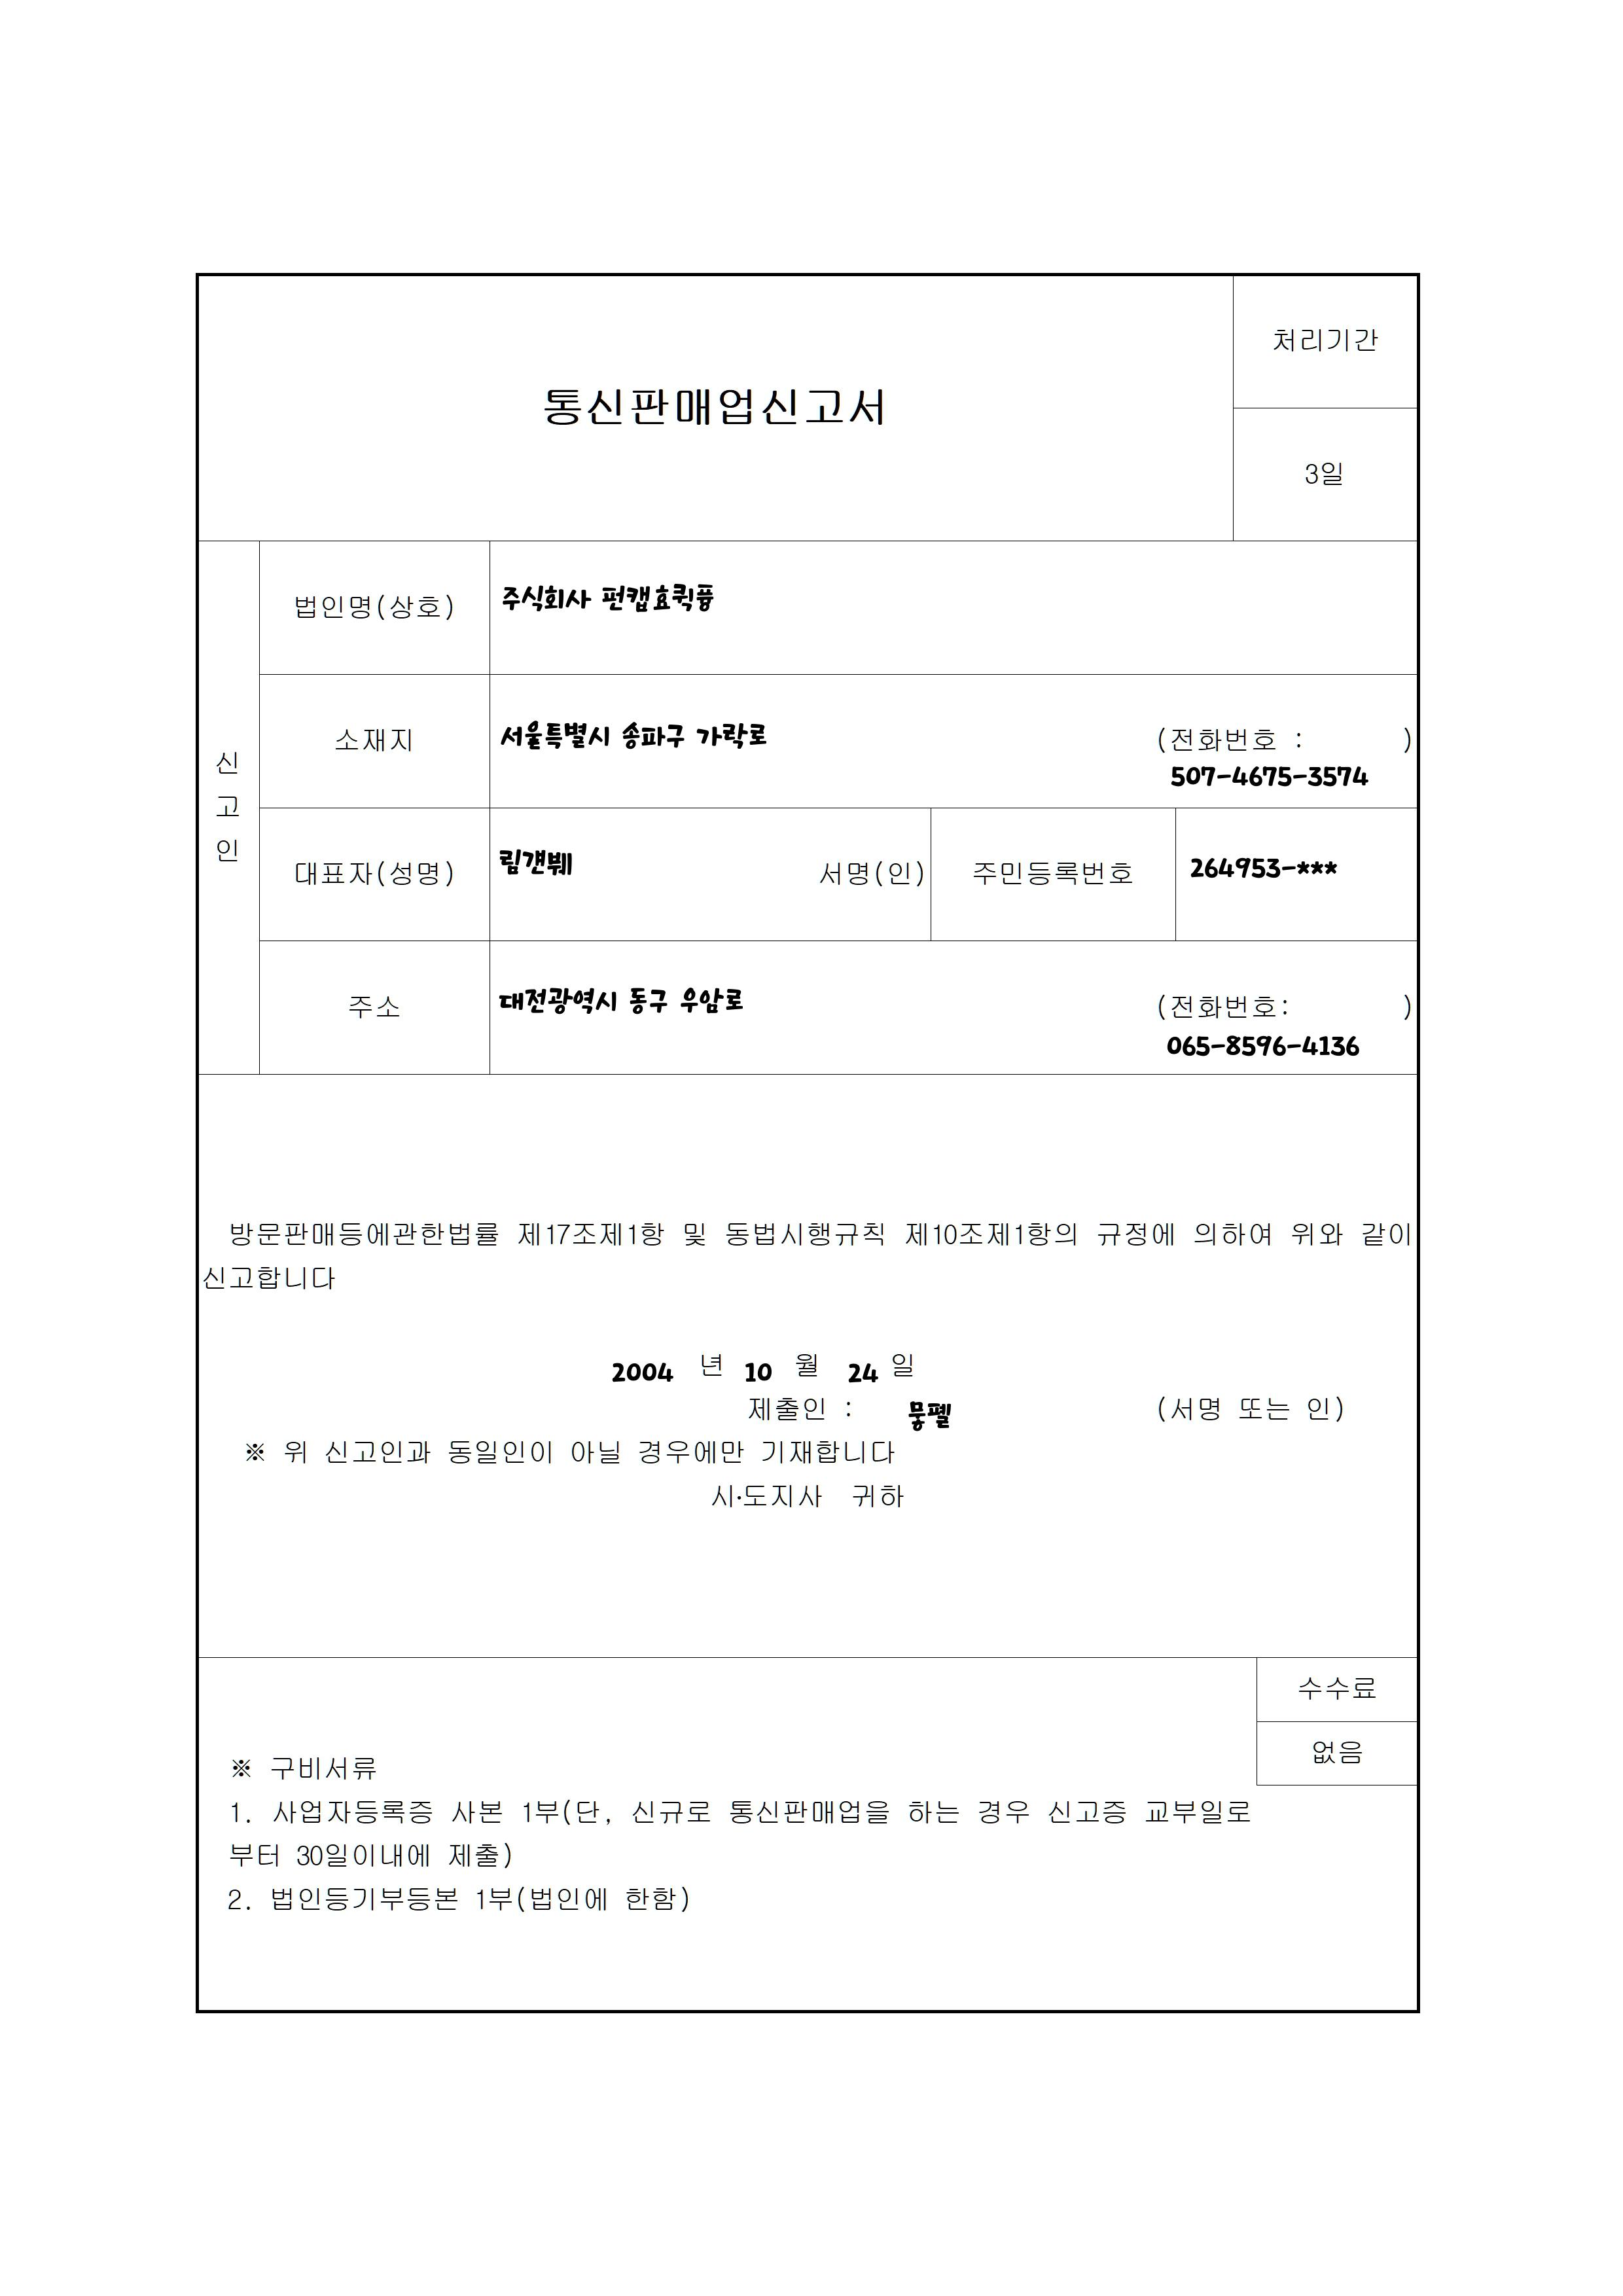 통신판매업신고서
처리기간
3일
신고인
법인명(상호) 주식회사 펀캡효퀵퓽
소재지 서울특별시 송파구 가락로 (전화번호 : )
507-4675-3574
대표자(성명) 림갠붸 서명(인) 주민등록번호 264953-***
주소 대전광역시 동구 우암로 (전화번호: )
065-8596-4136
방문판매등에관한법률 제17조제1항 및 동법시행규칙 제10조제1항의 규정에 의하여 위와 같이
신고합니다
2004 년 10 월 24 일
제출인 : (서명 또는 인)
※ 위 신고인과 동일인이 아닐 경우에만 기재합니다
시·도지사 귀하
수수료
없음
※ 구비서류
1. 사업자등록증 사본 1부(단, 신규로 통신판매업을 하는 경우 신고증 교부일로
부터 30일이내에 제출)
2. 법인등기부등본 1부(법인에 한함)